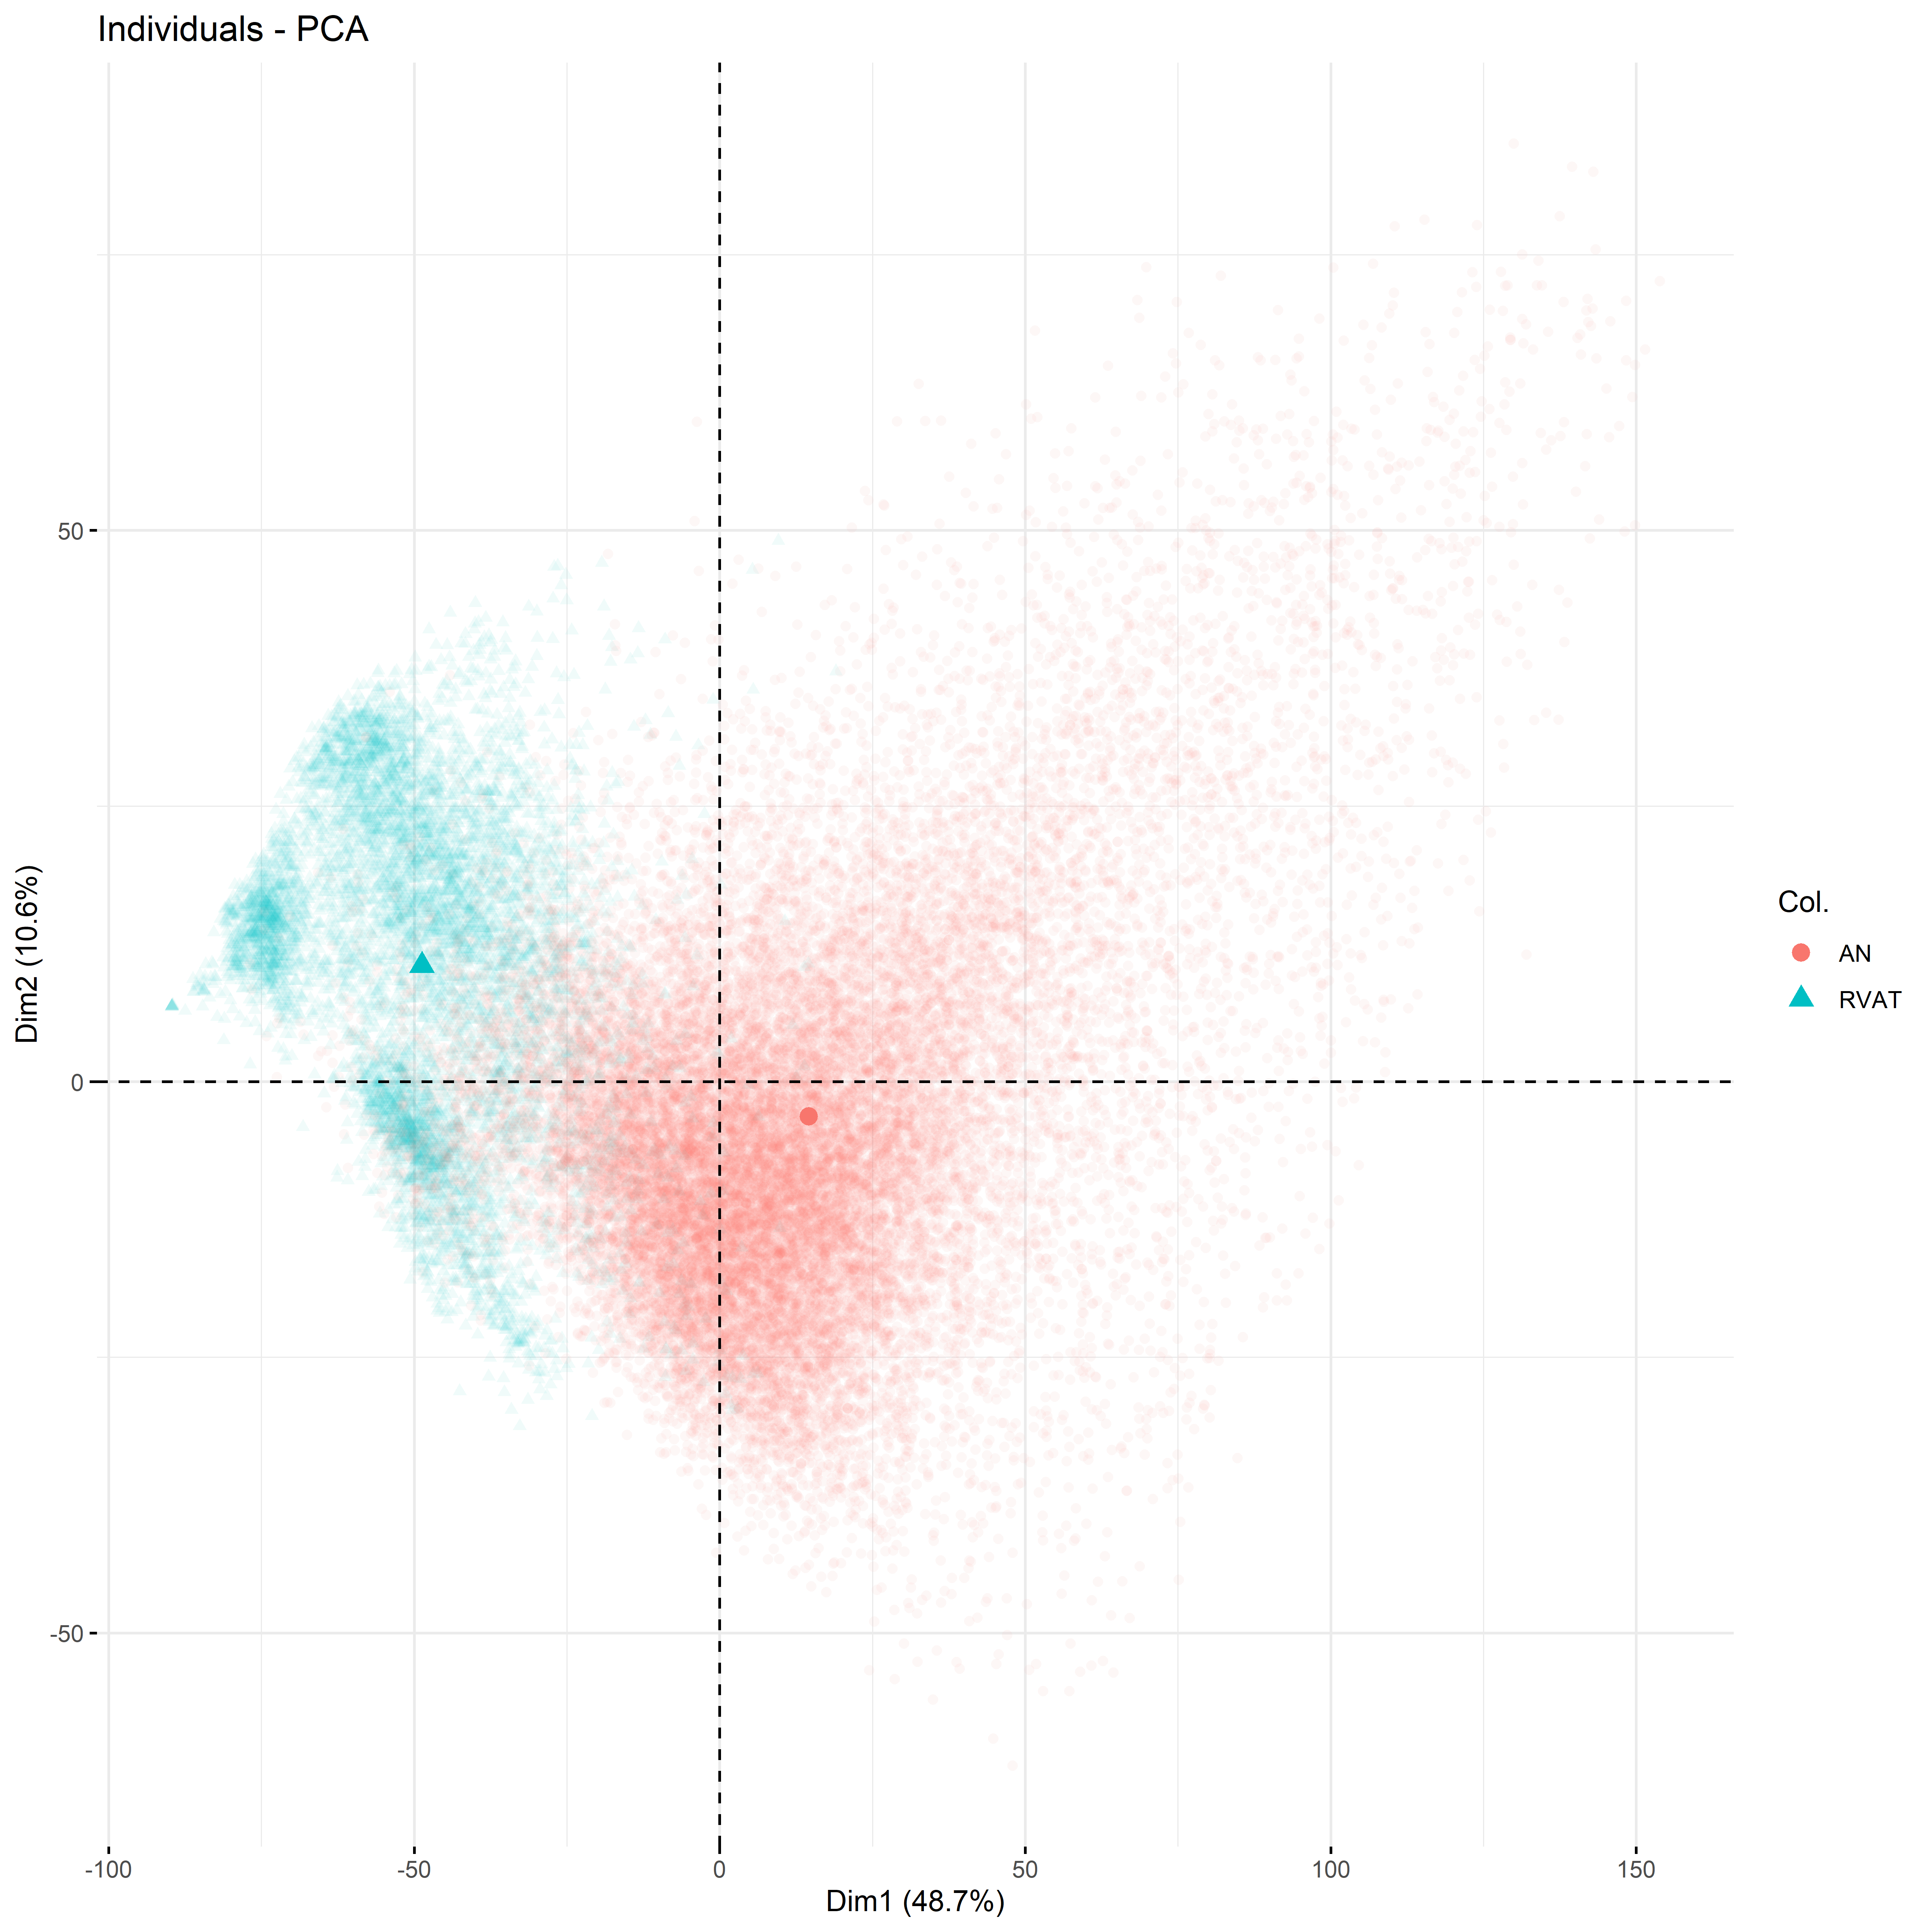 Individuals - PCA
Dim2 (10.6%)
50
0
-50
-100
-50
0
50
100
150
Dim1 (48.7%)
Col.
AN
RVAT